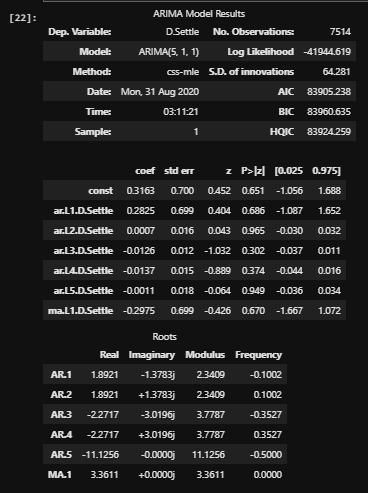 [22]:
ARIMA Model Results
Dep. Variable: D.Settle No. Observations: 7514
Model: ARIMA(5, 1, 1) Log Likelihood -41944.619
Method: css-mle S.D. of innovations 64.281
Date: Mon, 31 Aug 2020 AIC 83905.238
Time: 03:11:21 BIC 83960.635
Sample: 1 HQIC 83924.259
coef std err z P>|z| [0.025 0.975]
const 0.3163 0.700 0.452 0.651 -1.056 1.688
ar.L1.D.Settle 0.2825 0.699 0.404 0.686 -1.087 1.652
ar.L2.D.Settle 0.0007 0.016 0.043 0.965 -0.030 0.032
ar.L3.D.Settle -0.0126 0.012 -1.032 0.302 -0.037 0.011
ar.L4.D.Settle -0.0137 0.015 -0.889 0.374 -0.044 0.016
ar.L5.D.Settle -0.0011 0.018 -0.064 0.949 -0.036 0.034
ma.L1.D.Settle -0.2975 0.699 -0.426 0.670 -1.667 1.072
Roots
Real Imaginary Modulus Frequency
AR.1 1.8921 -1.3783j 2.3409 -0.1002
AR.2 1.8921 +1.3783j 2.3409 0.1002
AR.3 -2.2717 -3.0196j 3.7787 -0.3527
AR.4 -2.2717 +3.0196j 3.7787 0.3527
AR.5 -11.1256 -0.0000j 11.1256 -0.5000
MA.1 3.3611 +0.0000j 3.3611 0.0000